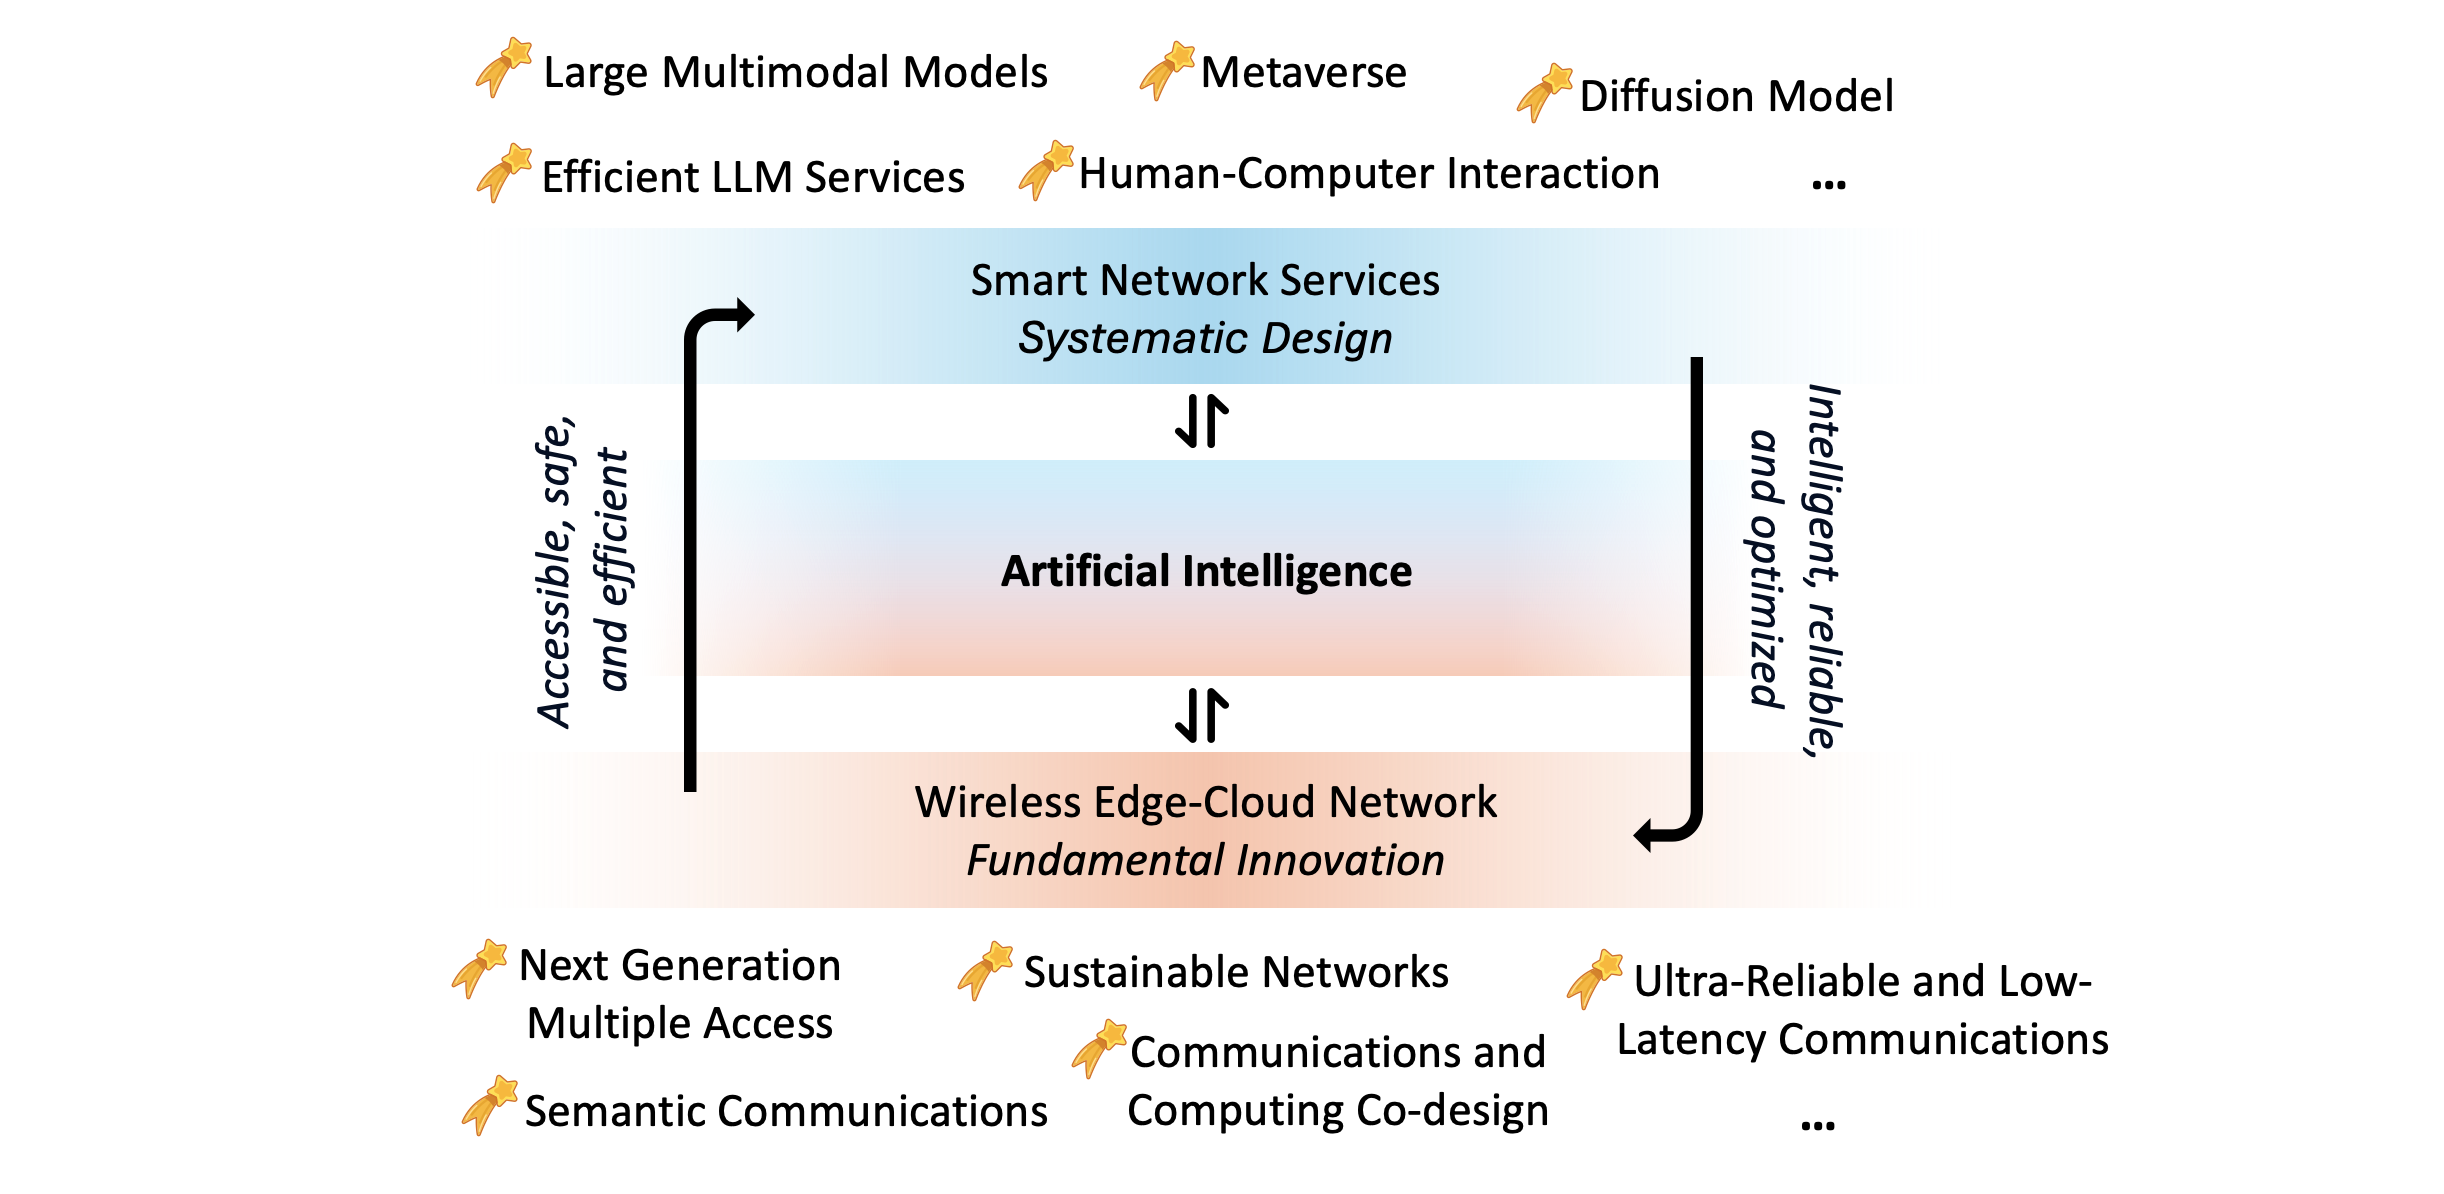 Large Multimodal Models
Metaverse
Diffusion Model
Efficient LLM Services
Human-Computer Interaction
...
Smart Network Services
Systematic Design
Accessible, safe,
and efficient
Intelligent, reliable,
and optimized
Artificial Intelligence
Wireless Edge-Cloud Network
Fundamental Innovation
Next Generation
Multiple Access
Sustainable Networks
Ultra-Reliable and Low-
Latency Communications
Semantic Communications
Communications and
Computing Co-design
...